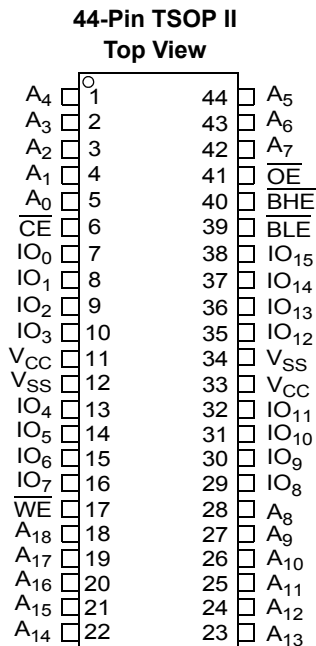 44-Pin TSOP II
Top View
A4 1 44 A5
A3 2 43 A6
A2 3 42 A7
A1 4 41 OE
A0 5 40 BHE
CE 6 39 BLE
IO0 7 38 IO15
IO1 8 37 IO14
IO2 9 36 IO13
IO3 10 35 IO12
VCC 11 34 VSS
VSS 12 33 VCC
IO4 13 32 IO11
IO5 14 31 IO10
IO6 15 30 IO9
IO7 16 29 IO8
WE 17 28 A8
A18 18 27 A9
A17 19 26 A10
A16 20 25 A11
A15 21 24 A12
A14 22 23 A13